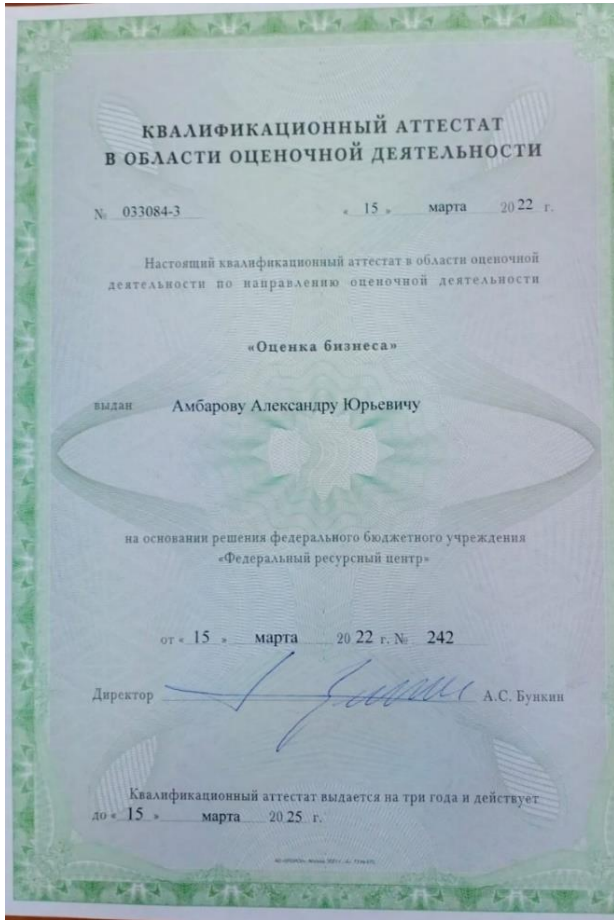 КВАЛИФИКАЦИОННЫЙ АТТЕСТАТ
В ОБЛАСТИ ОЦЕНОЧНОЙ ДЕЯТЕЛЬНОСТИ
№ 033084-3 « 15 » марта 20 22 г.
Настоящий квалификационный аттестат в области оценочной
деятельности по направлению оценочной деятельности
«Оценка бизнеса»
выдан Амбарову Александру Юрьевичу
на основании решения федерального бюджетного учреждения
«Федеральный ресурсный центр»
от « 15 » марта 20 22 г. № 242
Директор А.С. Бункин
Квалификационный аттестат выдается на три года и действует
до « 15 » марта 20 25 г.